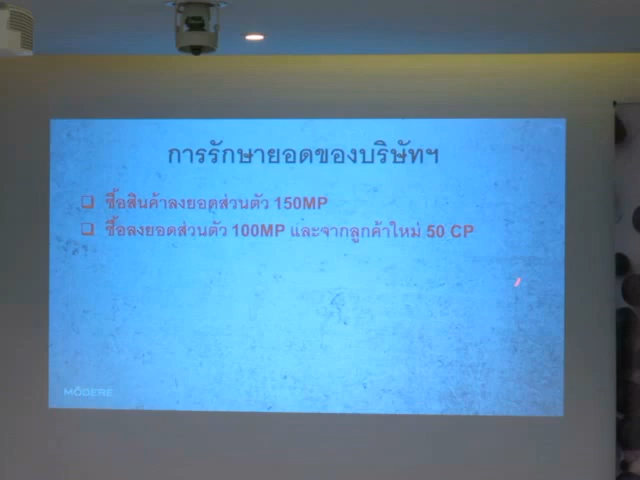 การรักษายอดของบริษัทฯ
❑ ซื้อสินค้าลงยอดส่วนตัว 150MP
❑ ซื้อลงยอดส่วนตัว 100MP และจากลูกค้าใหม่ 50 CP
MODERE